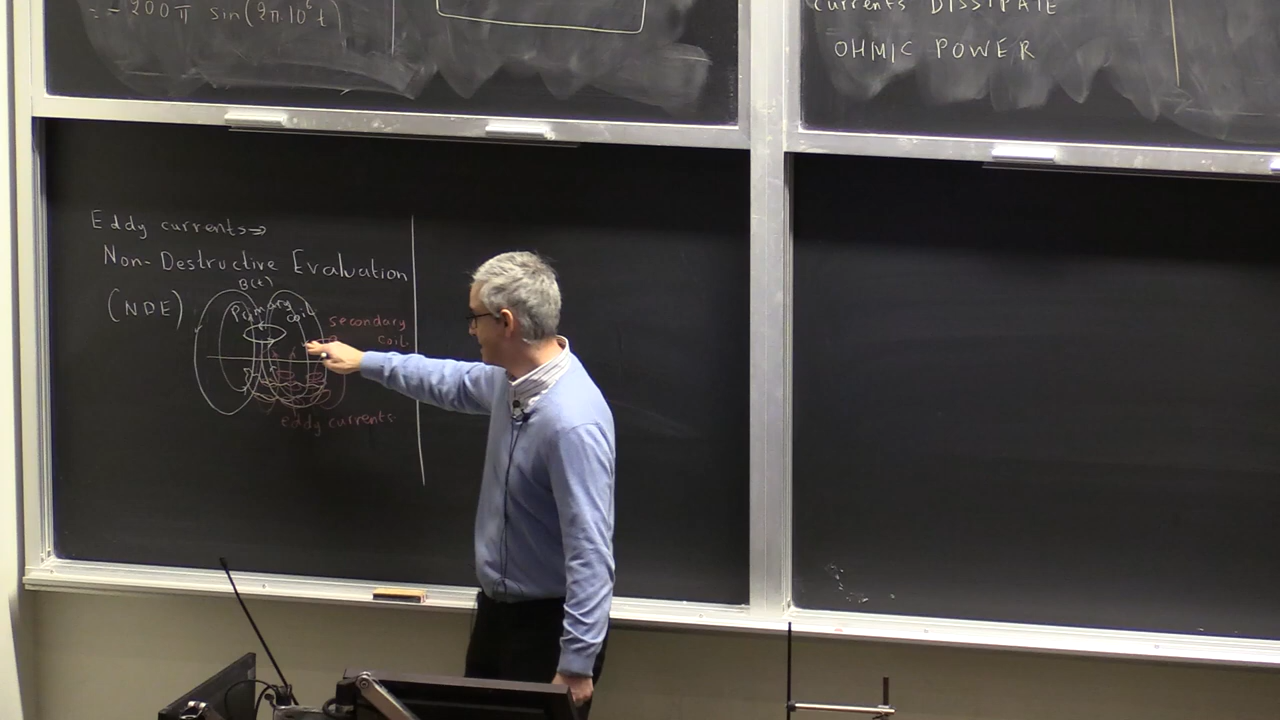 = - 200π sin(2π·10⁶ t)
currents DISSIPATE
OHMIC POWER
Eddy currents⇒
Non-Destructive Evaluation
(NDE)
B(t)
Primary coil
secondary
coil
eddy currents